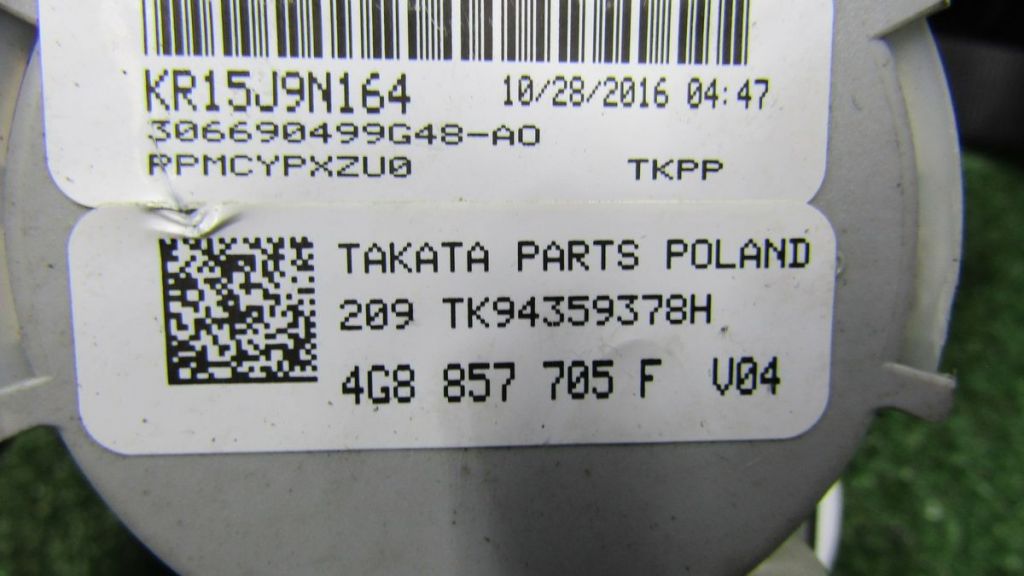 KR15J9N164 10/28/2016 04:47
306690499G48-A0
RPMCYPXZU0 TKPP
TAKATA PARTS POLAND
209 TK94359378H
4G8 857 705 F V04